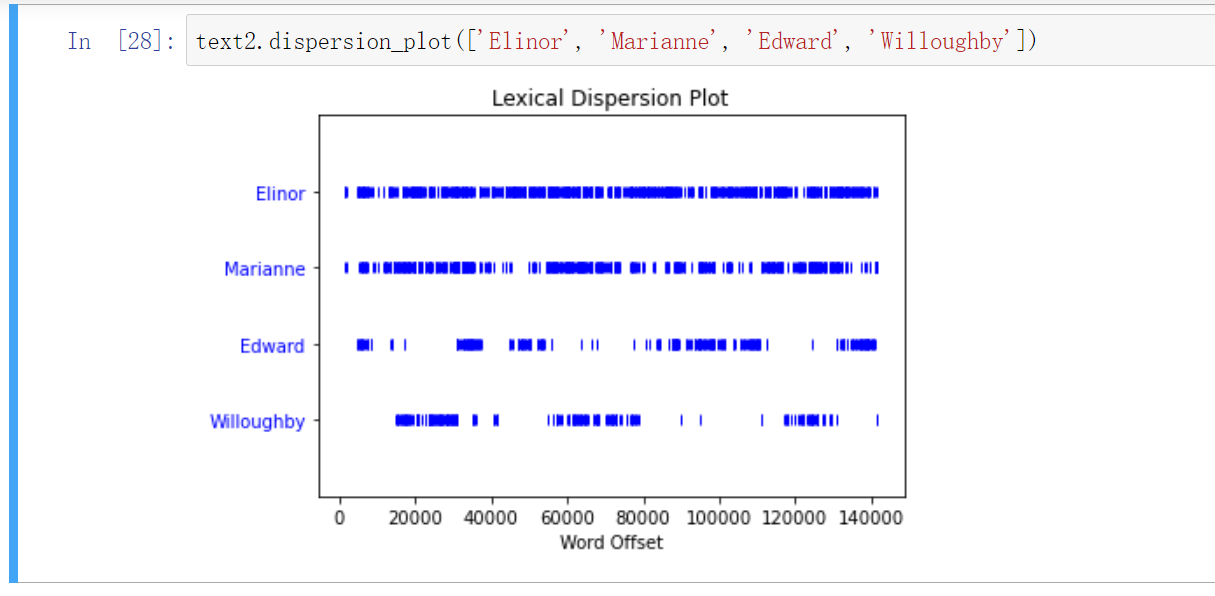 In [28]: text2.dispersion_plot(['Elinor', 'Marianne', 'Edward', 'Willoughby'])
Lexical Dispersion Plot
Elinor
Marianne
Edward
Willoughby
0 20000 40000 60000 80000 100000 120000 140000
Word Offset